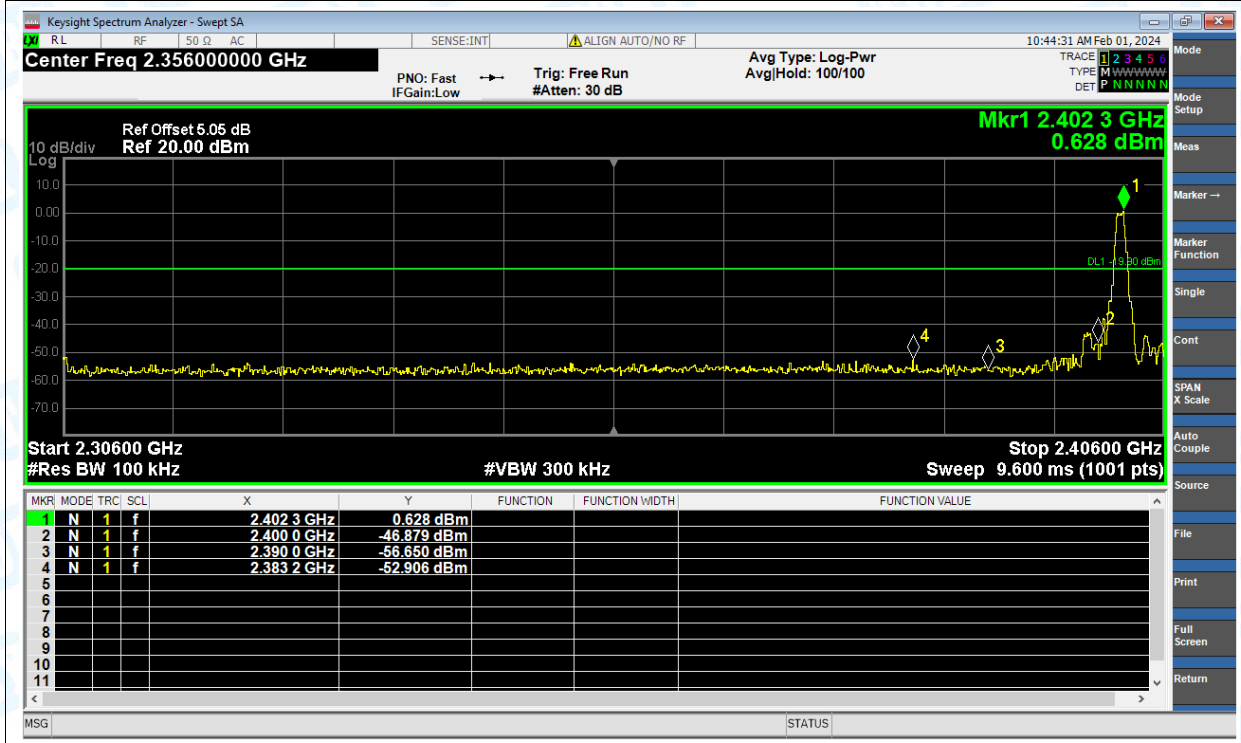 Keysight Spectrum Analyzer - Swept SA
LXI RL RF 50 Ω AC SENSE:INT ALIGN AUTO/NO RF 10:44:31 AM Feb 01, 2024
Center Freq 2.356000000 GHz
PNO: Fast
IFGain:Low
Trig: Free Run
#Atten: 30 dB
Avg Type: Log-Pwr
Avg|Hold: 100/100
TRACE 1 2 3 4 5 6
TYPE M WWWWW
DET P N N N N N
Ref Offset 5.05 dB
10 dB/div Ref 20.00 dBm
Log
Mkr1 2.402 3 GHz
0.628 dBm
10.0
0.00
-10.0
-20.0
-30.0
-40.0
-50.0
-60.0
-70.0
1
DL1 -19.90 dBm
2
4
3
Start 2.30600 GHz Stop 2.40600 GHz
#Res BW 100 kHz #VBW 300 kHz Sweep 9.600 ms (1001 pts)
MKR MODE TRC SCL X Y FUNCTION FUNCTION WIDTH FUNCTION VALUE
1 N 1 f 2.402 3 GHz 0.628 dBm
2 N 1 f 2.400 0 GHz -46.879 dBm
3 N 1 f 2.390 0 GHz -56.650 dBm
4 N 1 f 2.383 2 GHz -52.906 dBm
5
6
7
8
9
10
11
MSG STATUS
Mode
Mode
Setup
Meas
Marker →
Marker
Function
Single
Cont
SPAN
X Scale
Auto
Couple
Source
File
Print
Full
Screen
Return